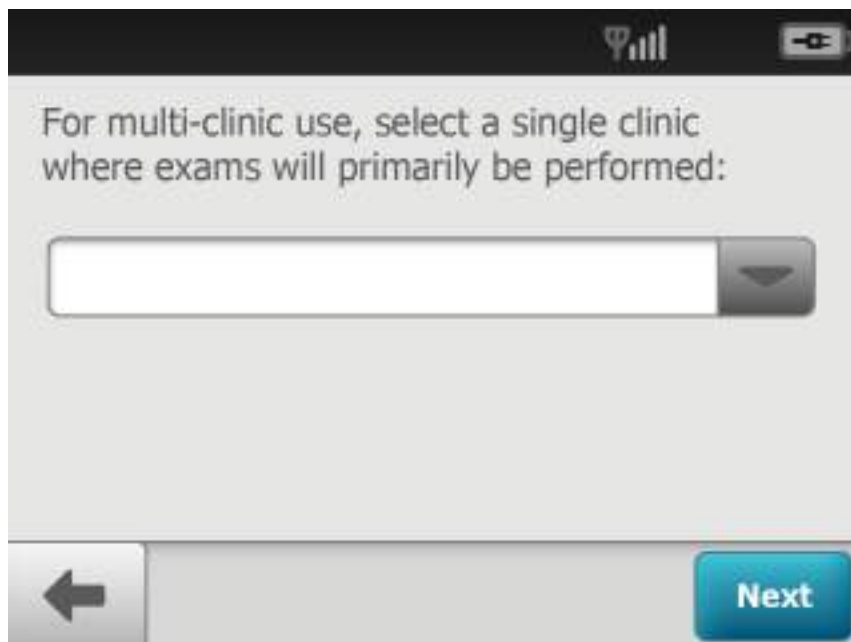 For multi-clinic use, select a single clinic
where exams will primarily be performed:
Next